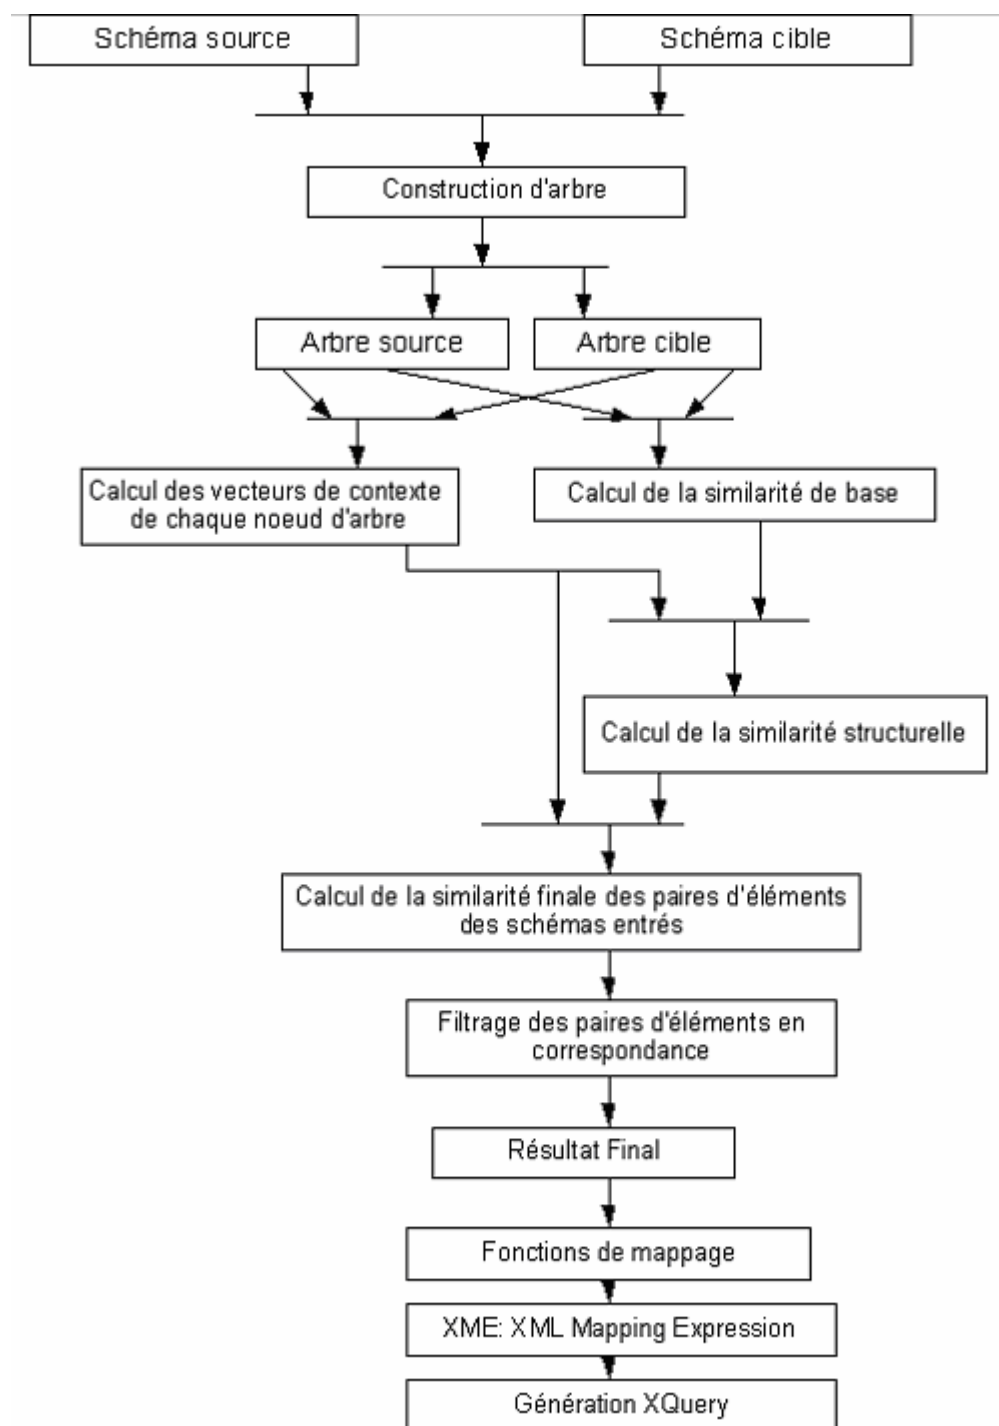 Schéma source
Schéma cible
Construction d'arbre
Arbre source
Arbre cible
Calcul des vecteurs de contexte
de chaque noeud d'arbre
Calcul de la similarité de base
Calcul de la similarité structurelle
Calcul de la similarité finale des paires d'éléments
des schémas entrés
Filtrage des paires d'éléments en
correspondance
Résultat Final
Fonctions de mappage
XME: XML Mapping Expression
Génération XQuery